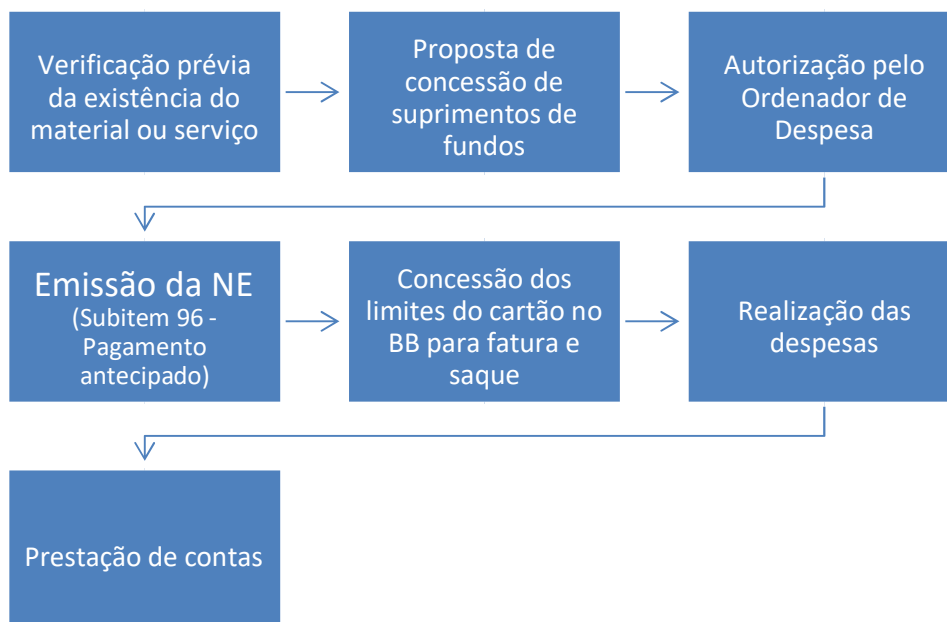 Verificação prévia
da existência do
material ou serviço
Proposta de
concessão de
suprimentos de
fundos
Autorização pelo
Ordenador de
Despesa
Emissão da NE
(Subitem 96 -
Pagamento
antecipado)
Concessão dos
limites do cartão no
BB para fatura e
saque
Realização das
despesas
Prestação de contas